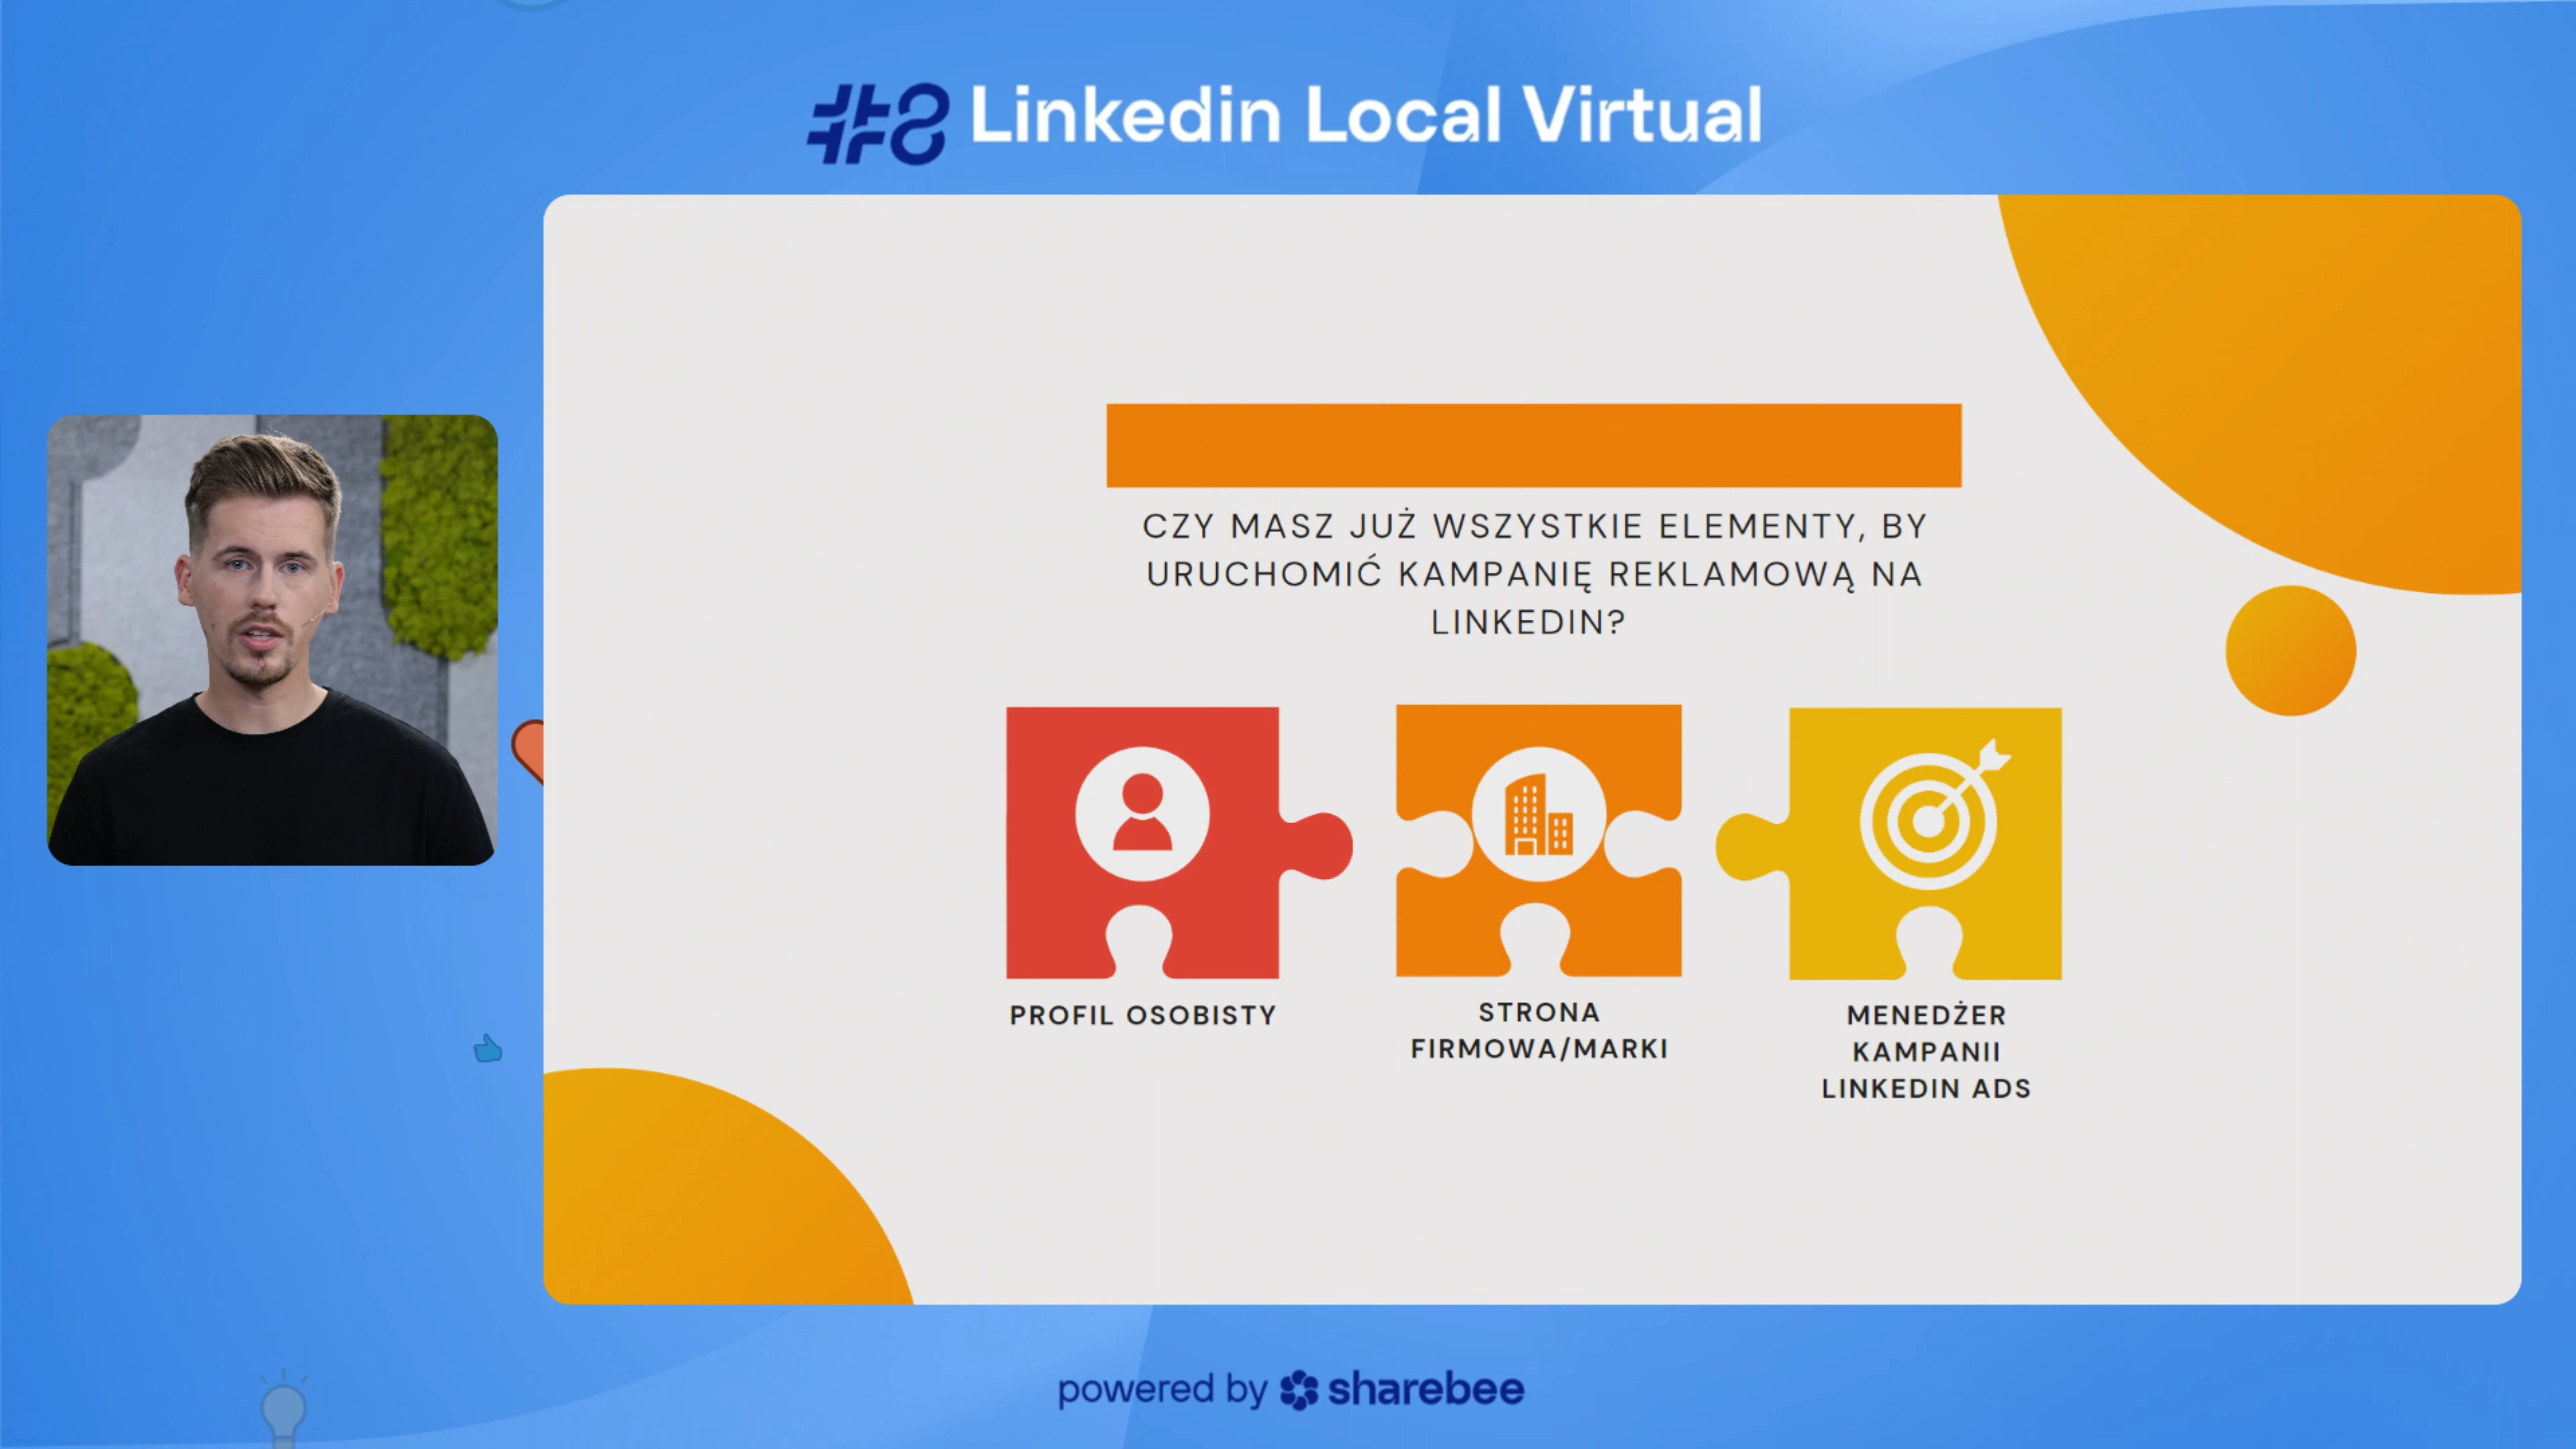 #8 Linkedin Local Virtual
CZY MASZ JUŻ WSZYSTKIE ELEMENTY, BY
URUCHOMIĆ KAMPANIĘ REKLAMOWĄ NA
LINKEDIN?
PROFIL OSOBISTY
STRONA
FIRMOWA/MARKI
MENEDŻER
KAMPANII
LINKEDIN ADS
powered by sharebee